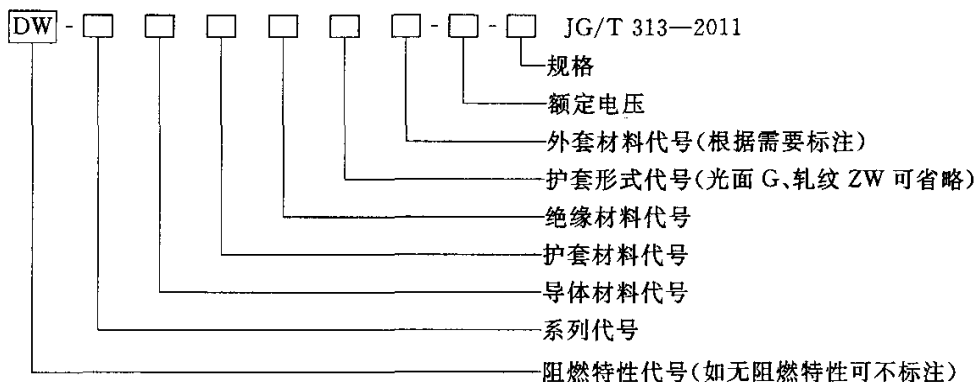 DW - □ □ □ □ □ □ - □ - □ JG/T 313—2011
规格
额定电压
外套材料代号(根据需要标注)
护套形式代号(光面 G、轧纹 ZW 可省略)
绝缘材料代号
护套材料代号
导体材料代号
系列代号
阻燃特性代号(如无阻燃特性可不标注)